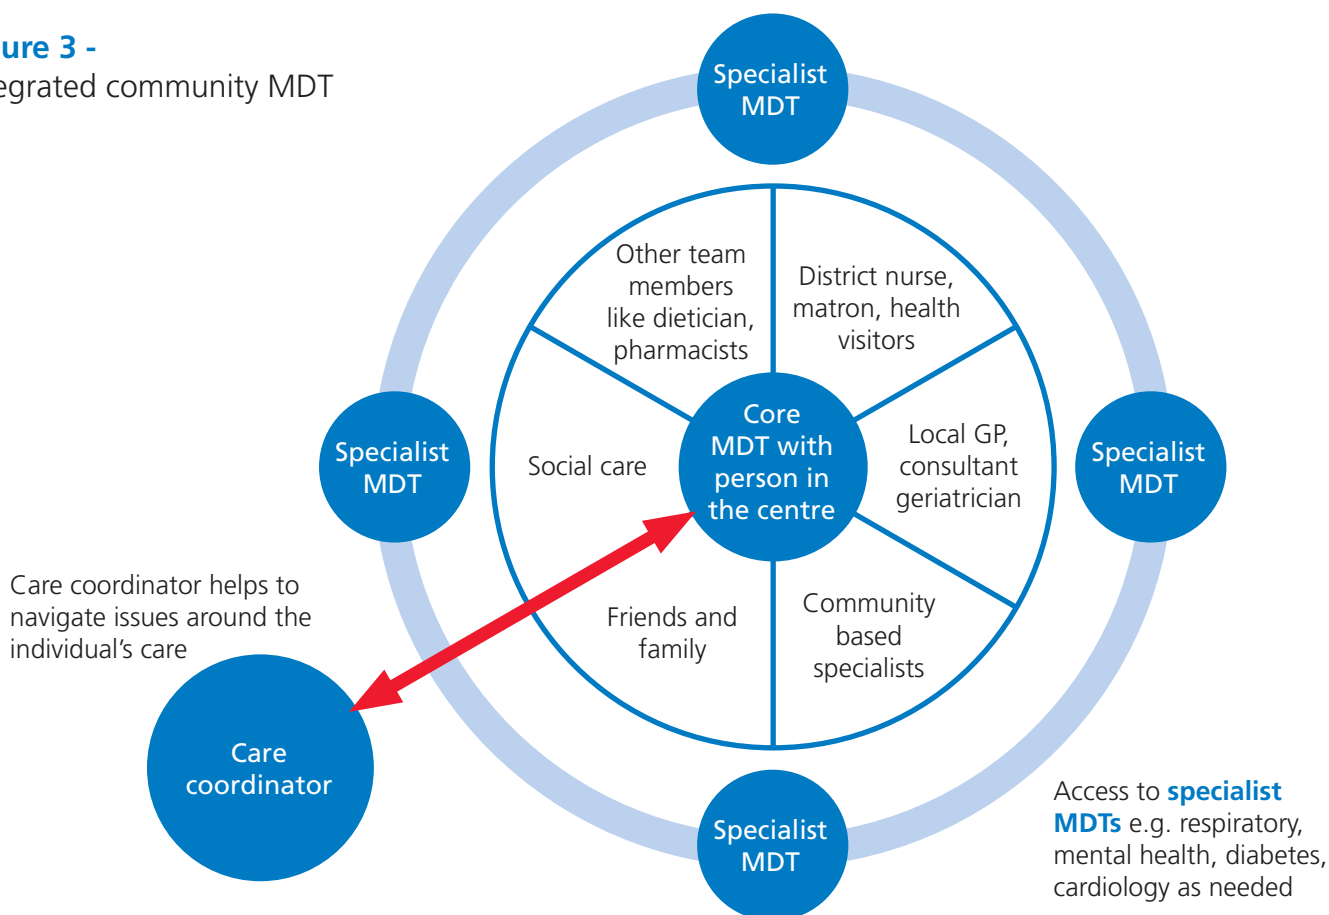 ure 3 -
egrated community MDT
Specialist
MDT
Other team
members
like dietician,
pharmacists
District nurse,
matron, health
visitors
Specialist
MDT
Social care
Core
MDT with
person in
the centre
Local GP,
consultant
geriatrician
Specialist
MDT
Care coordinator helps to
navigate issues around the
individual’s care
Friends and
family
Community
based
specialists
Care
coordinator
Specialist
MDT
Access to specialist
MDTs e.g. respiratory,
mental health, diabetes,
cardiology as needed